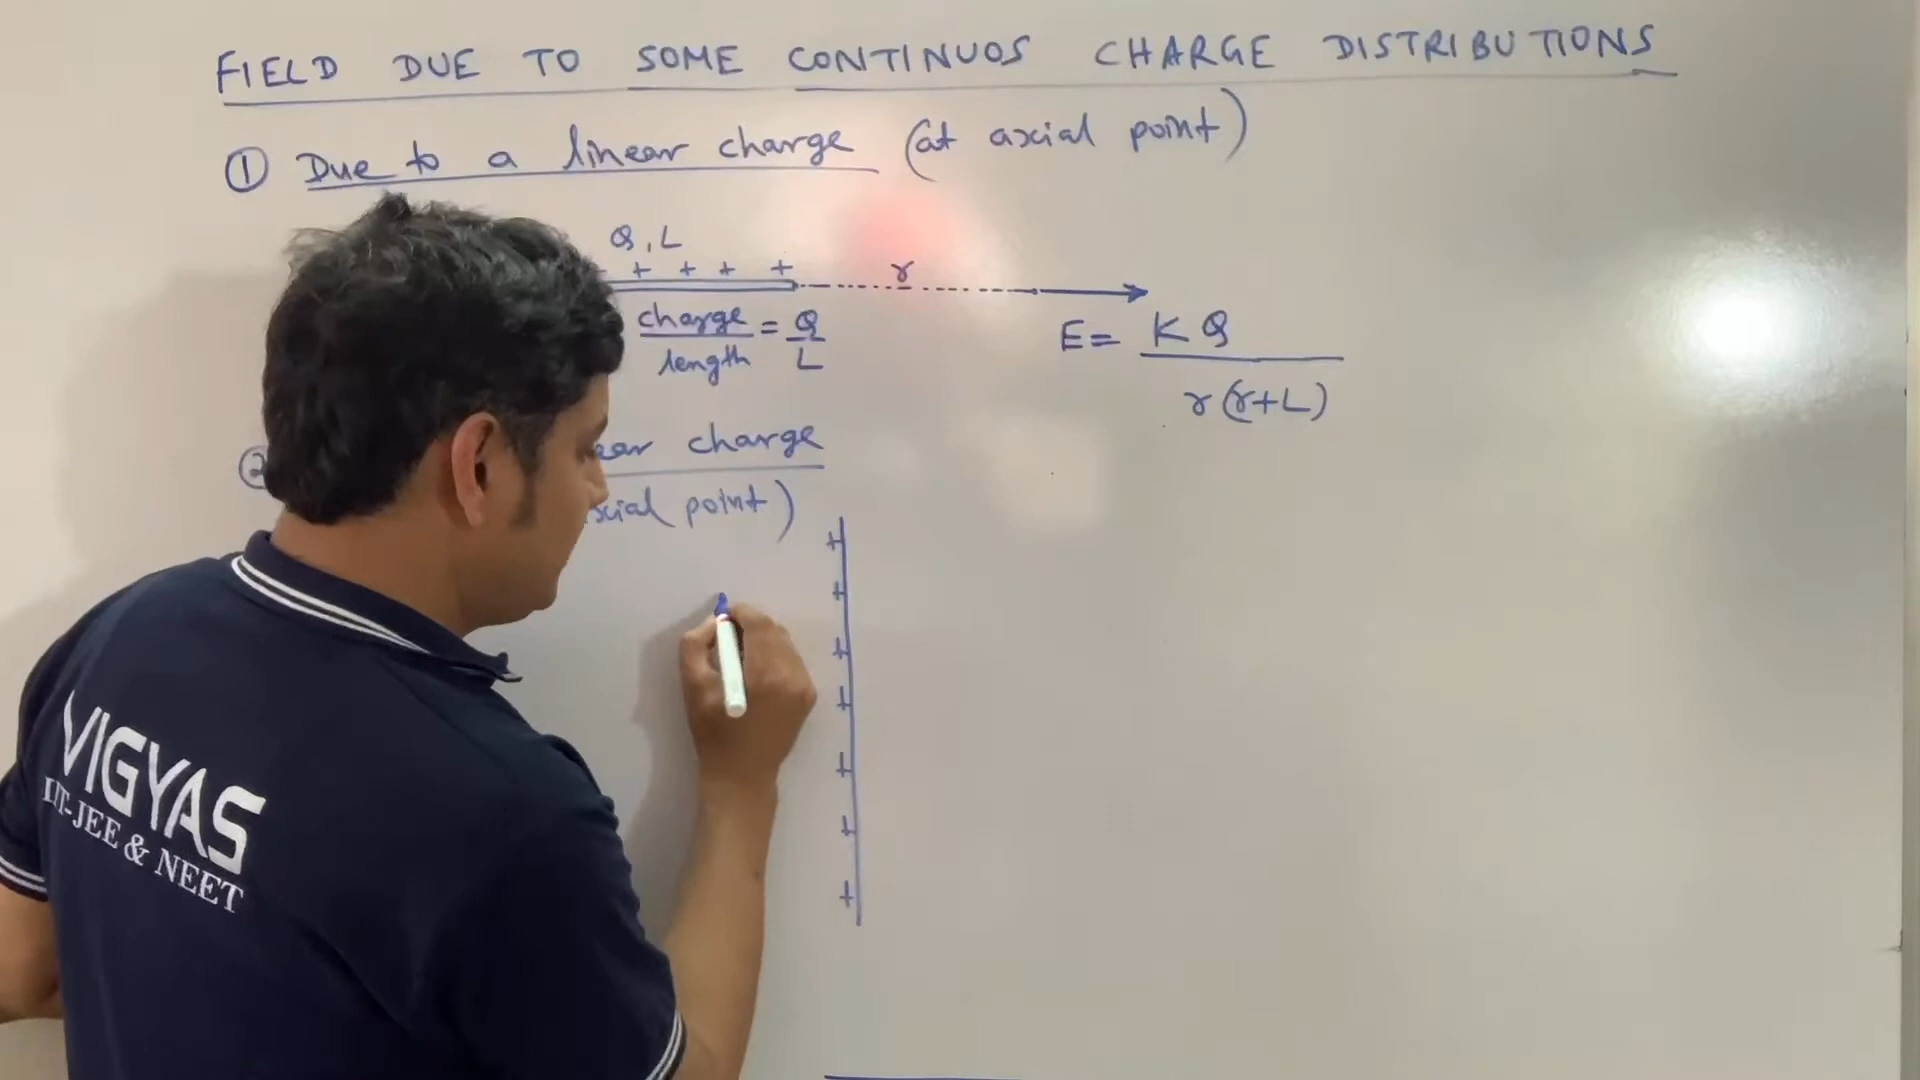 FIELD DUE TO SOME CONTINUOS CHARGE DISTRIBUTIONS
① Due to a linear charge (at axial point)
Q, L
+ + + +
r
charge/length = Q/L
E = KQ/r(r+L)
② charge
point)
+
+
+
+
+
+
+
VIGYAS
IIT-JEE & NEET